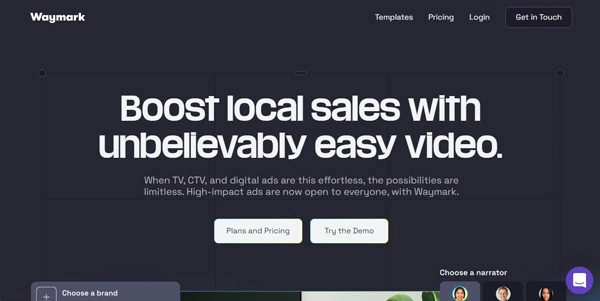 Waymark
Templates Pricing Login Get in Touch
Boost local sales with
unbelievably easy video.
When TV, CTV, and digital ads are this effortless, the possibilities are
limitless. High-impact ads are now open to everyone, with Waymark.
Plans and Pricing Try the Demo
Choose a narrator
Choose a brand